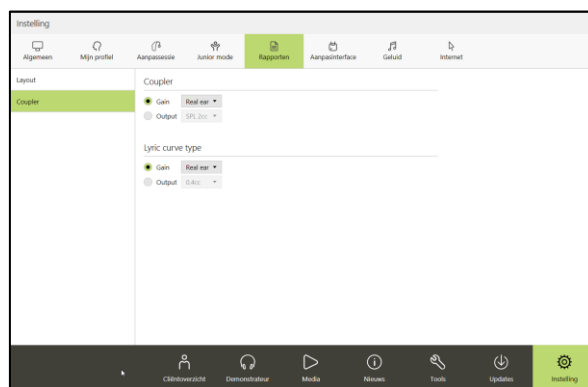 Instelling
Algemeen Mijn profiel Aanpassessie Junior mode Rapporten Aanpasinterface Geluid Internet
Layout
Coupler
Coupler
Gain Real ear
Output SPL 2cc
Lyric curve type
Gain Real ear
Output 0.4cc
Cliëntoverzicht Demonstrateur Media Nieuws Tools Updates Instelling